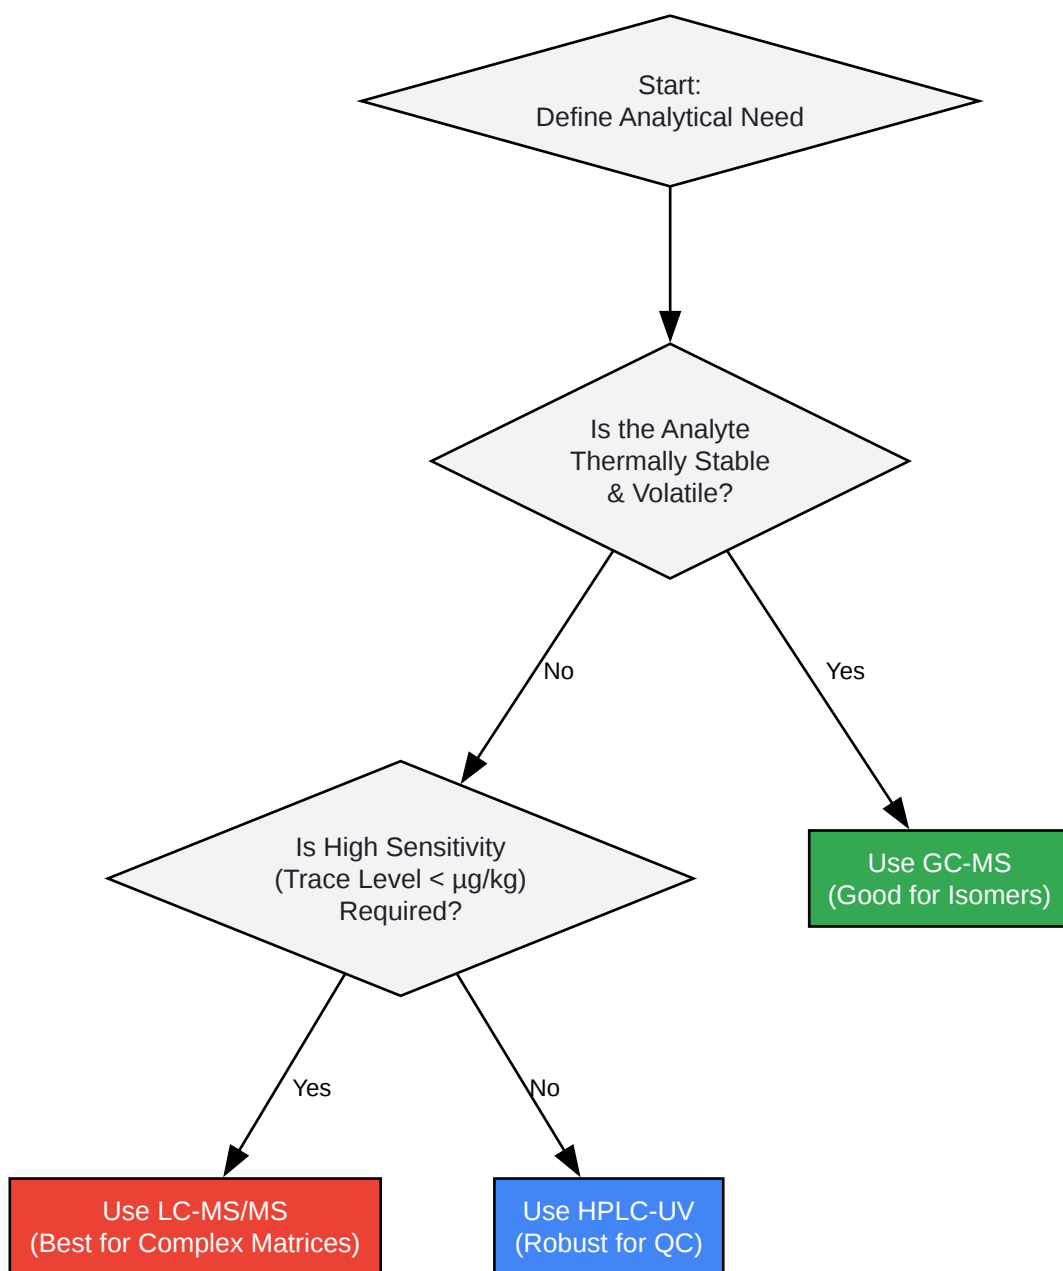 Start:
Define Analytical Need
Is the Analyte
Thermally Stable
& Volatile?
No
Yes
Is High Sensitivity
(Trace Level < µg/kg)
Required?
Use GC-MS
(Good for Isomers)
Yes
No
Use LC-MS/MS
(Best for Complex Matrices)
Use HPLC-UV
(Robust for QC)